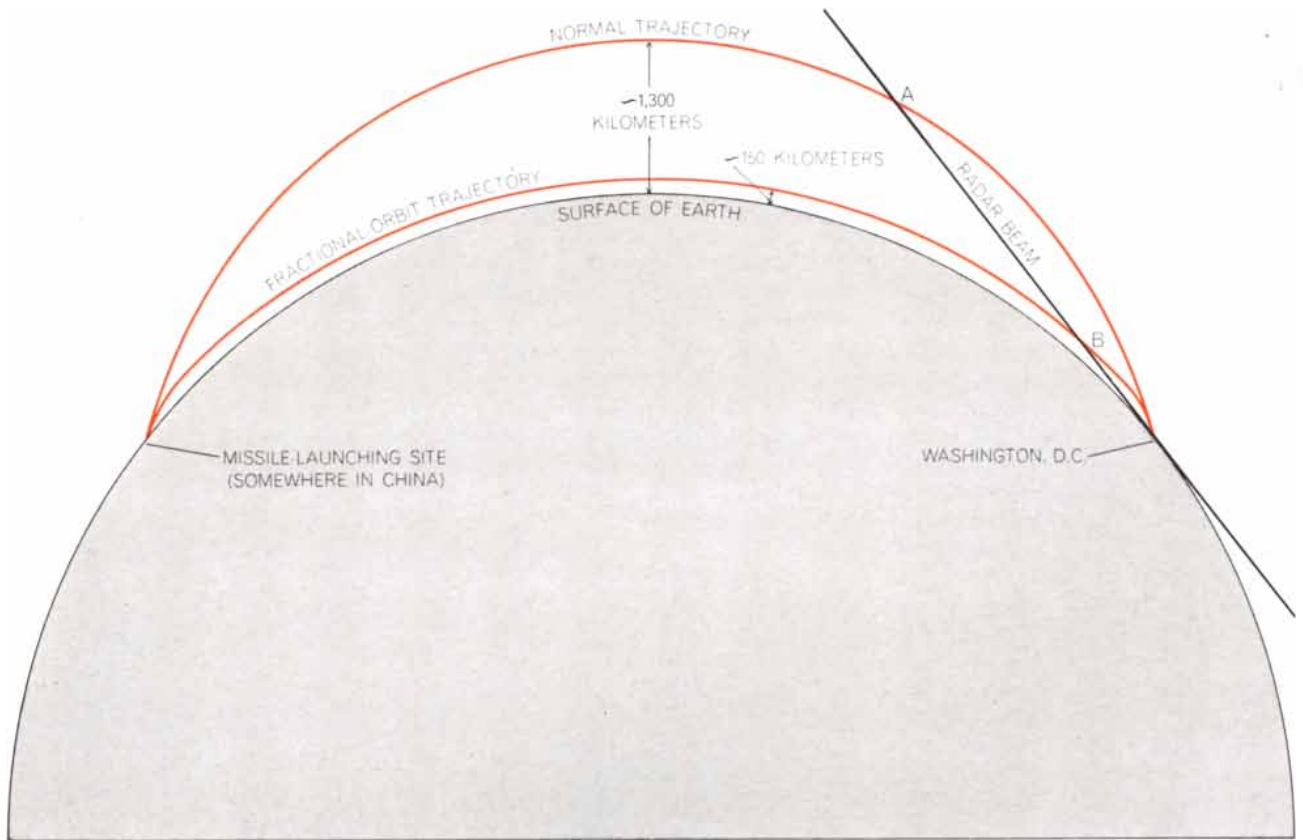 NORMAL TRAJECTORY
A
~1,300
KILOMETERS
~150 KILOMETERS
RADAR BEAM
FRACTIONAL-ORBIT TRAJECTORY
SURFACE OF EARTH
B
MISSILE-LAUNCHING SITE
(SOMEWHERE IN CHINA)
WASHINGTON, D.C.